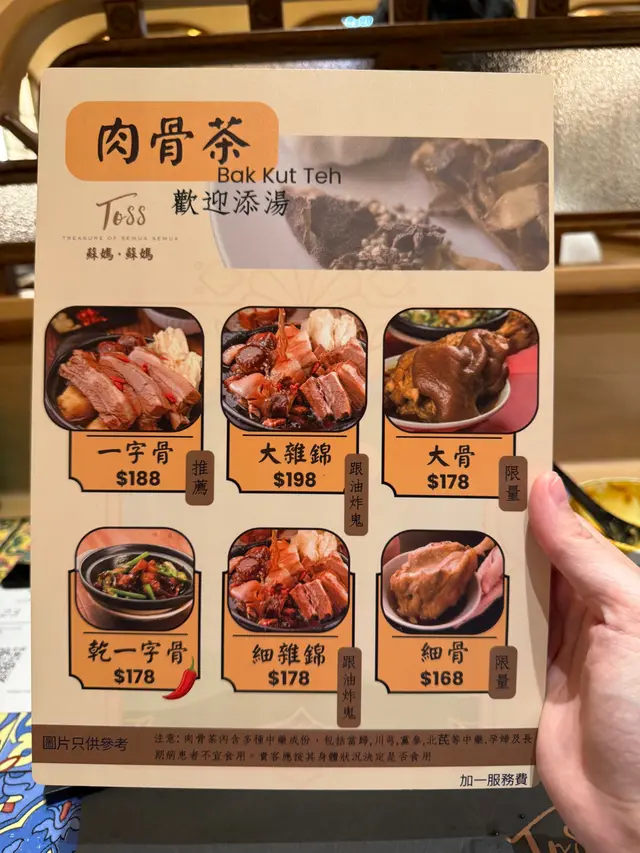 肉骨茶
Bak Kut Teh
歡迎添湯
Toss
TREASURE OF SEMUA SEMUA
蘇媽·蘇媽
一字骨
$188
推薦
大雜錦
$198
跟油炸鬼
大骨
$178
限量
乾一字骨
$178
細雜錦
$178
跟油炸鬼
細骨
$168
限量
圖片只供參考
注意: 肉骨茶內含多種中藥成份，包括當歸,川芎,黨參,北芪等中藥.孕婦及長
期病患者不宜食用。貴客應按其身體狀況決定是否食用
加一服務費